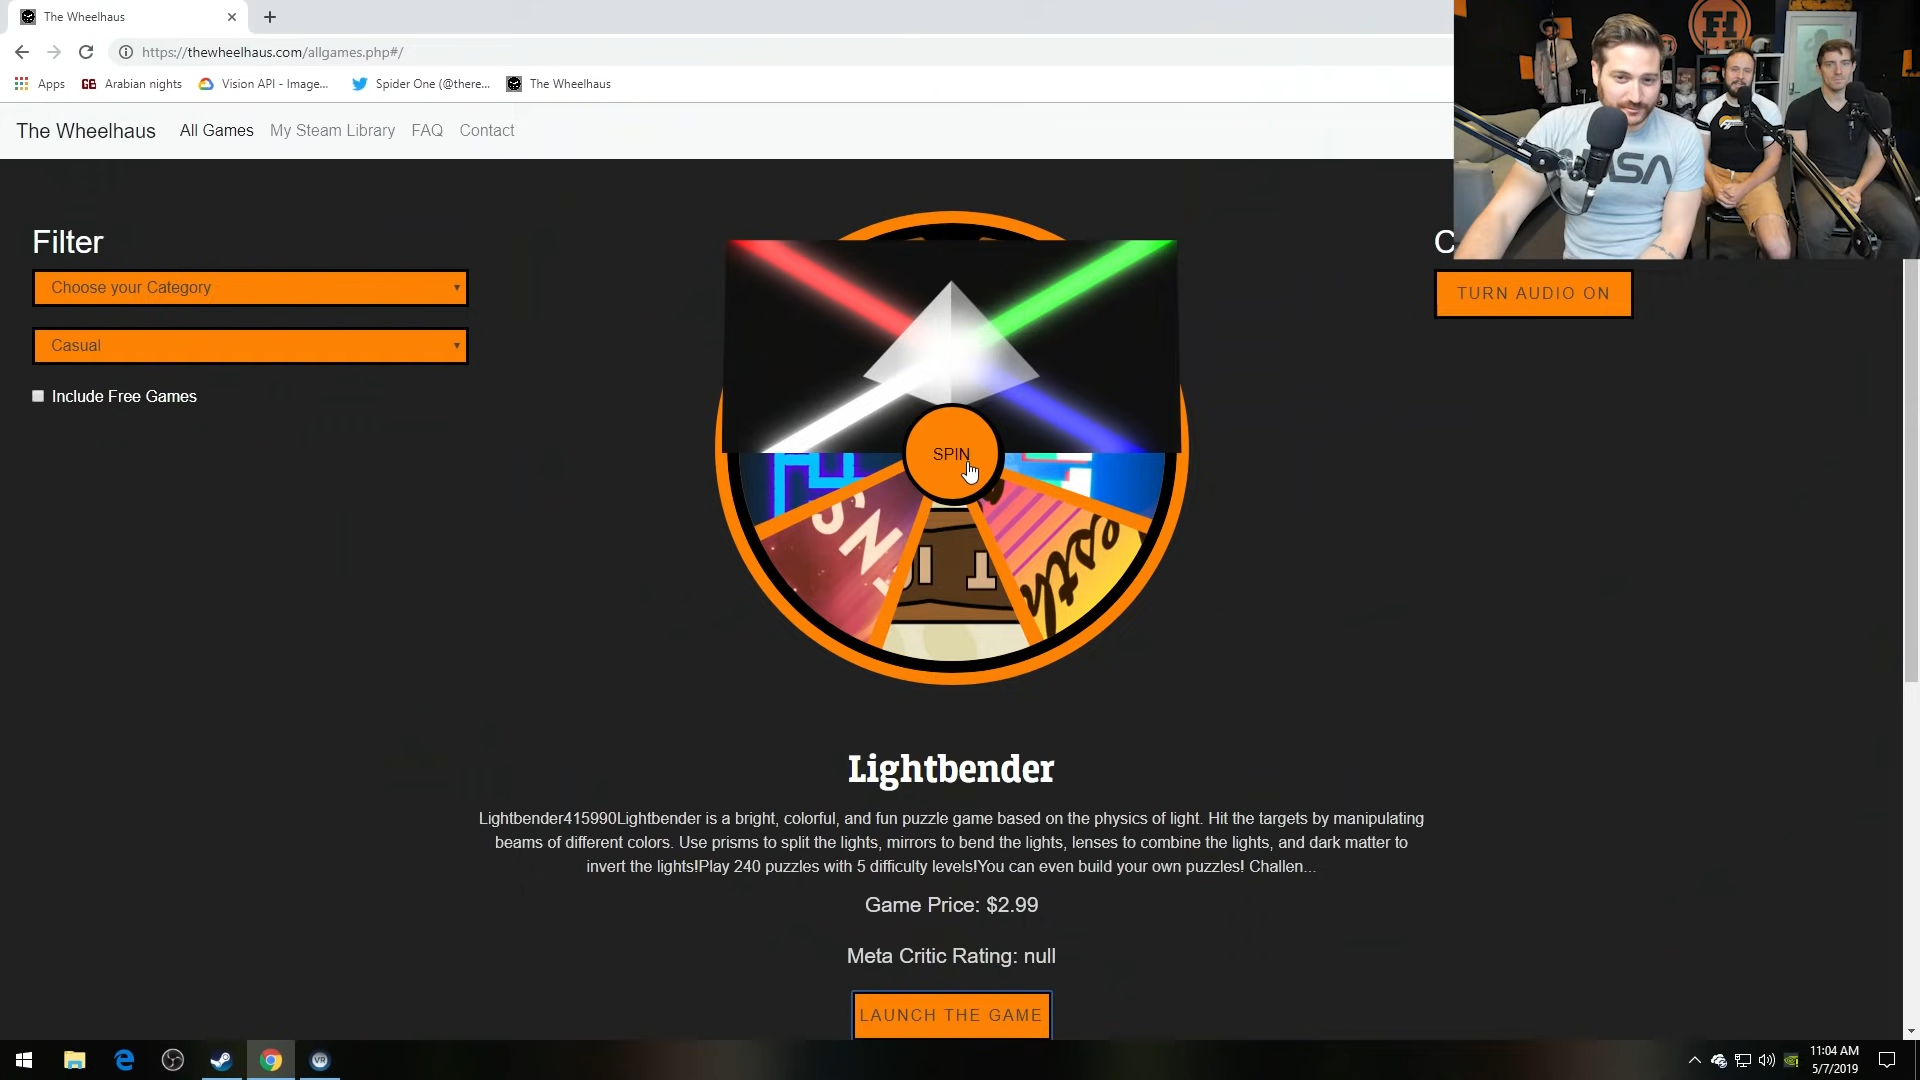 The Wheelhaus
https://thewheelhaus.com/allgames.php#/
Apps
GB Arabian nights
Vision API - Image...
Spider One (@there...
The Wheelhaus
The Wheelhaus
All Games
My Steam Library
FAQ
Contact
Filter
Choose your Category
Casual
Include Free Games
SPIN
C
TURN AUDIO ON
NASA
Lightbender
Lightbender415990Lightbender is a bright, colorful, and fun puzzle game based on the physics of light. Hit the targets by manipulating
beams of different colors. Use prisms to split the lights, mirrors to bend the lights, lenses to combine the lights, and dark matter to
invert the lights!Play 240 puzzles with 5 difficulty levels!You can even build your own puzzles! Challen...
Game Price: $2.99
Meta Critic Rating: null
LAUNCH THE GAME
VR
11:04 AM
5/7/2019